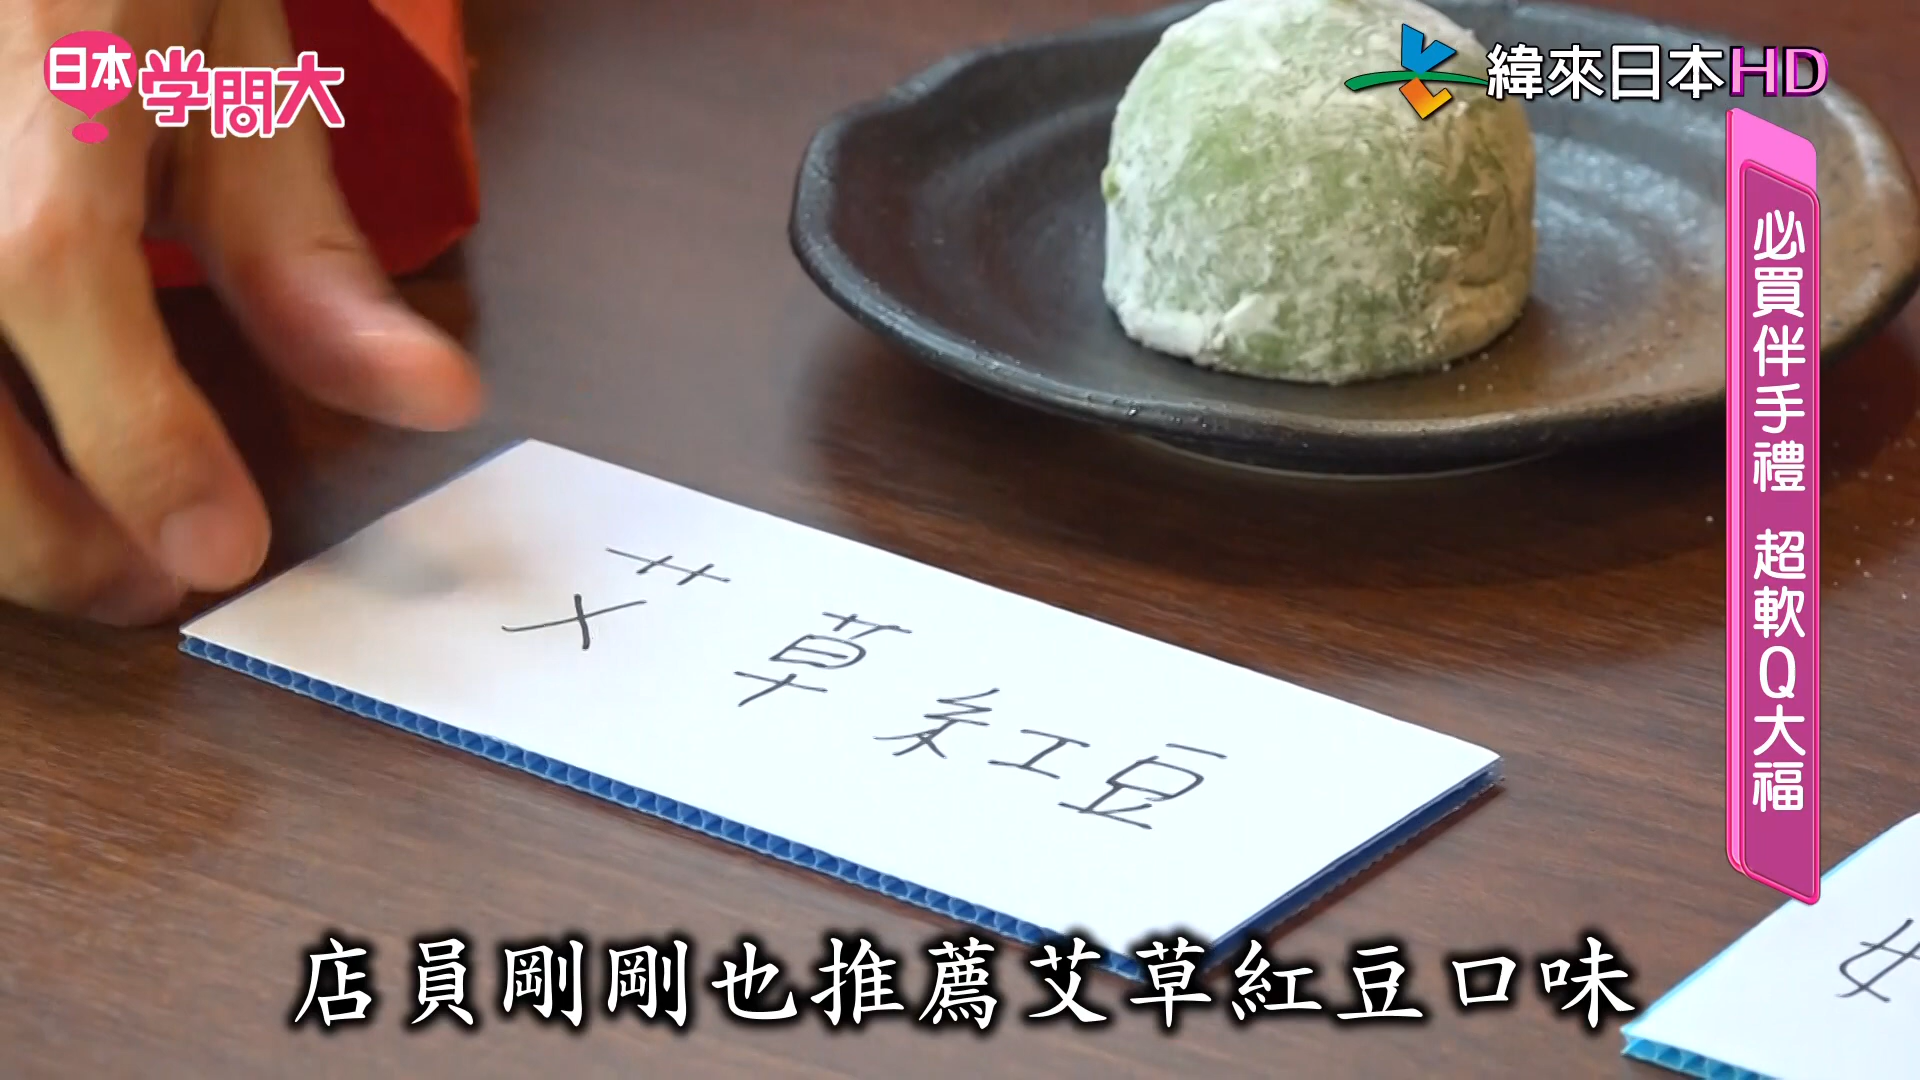 日本学問大
緯來日本HD
必買伴手禮 超軟Q大福
艾草紅豆
店員剛剛也推薦艾草紅豆口味